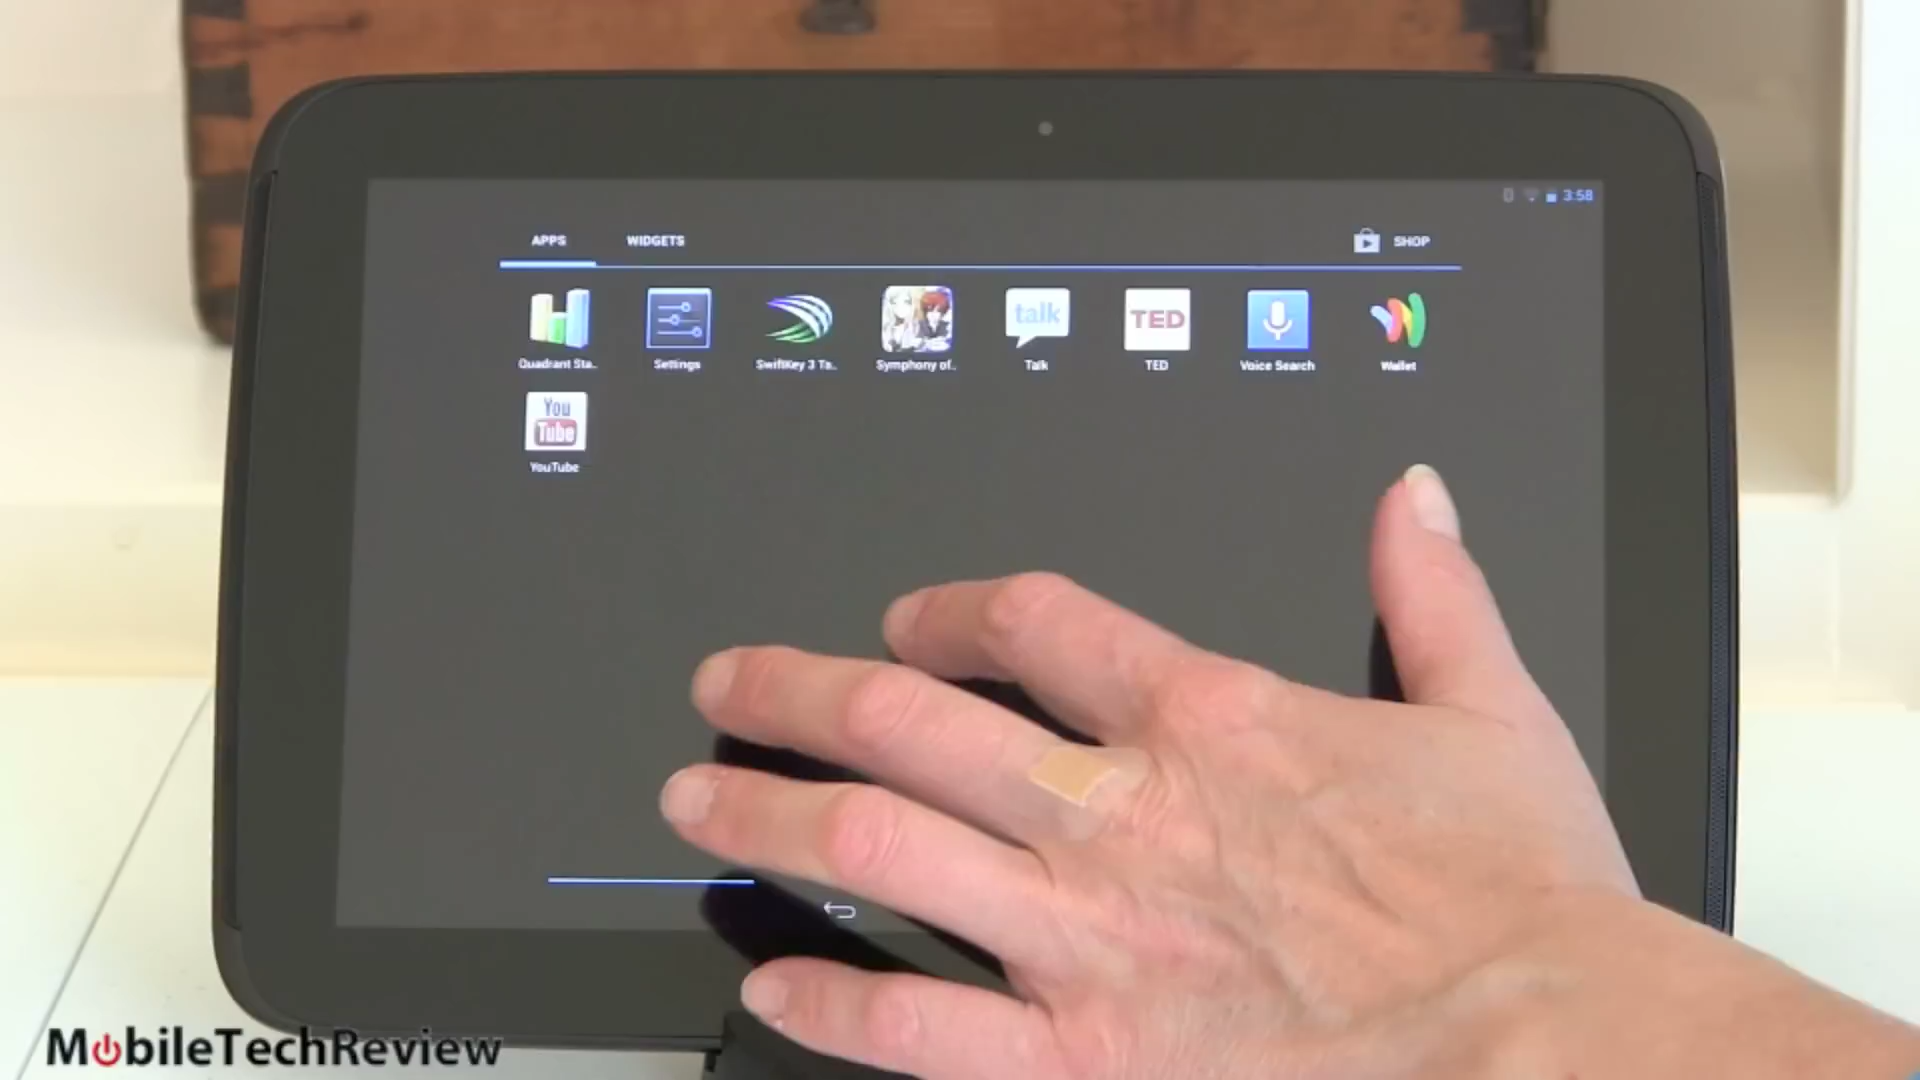 3:58
APPS WIDGETS SHOP
talk TED
Quadrant Sta.. Settings SwiftKey 3 Ta.. Symphony of.. Talk TED Voice Search Wallet
You
Tube
YouTube
MobileTechReview